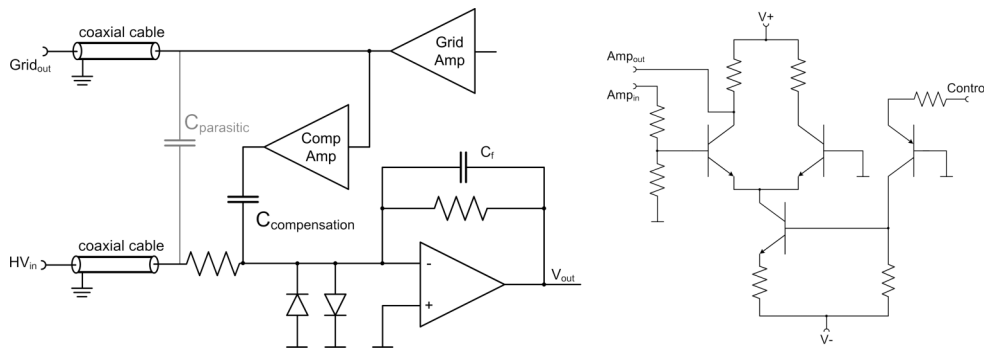 coaxial cable
Grid_out
Grid
Amp
C_parasitic
Comp
Amp
C_f
C_compensation
coaxial cable
HV_in
-
+
V_out
V+
Amp_out
Amp_in
Contro
V-